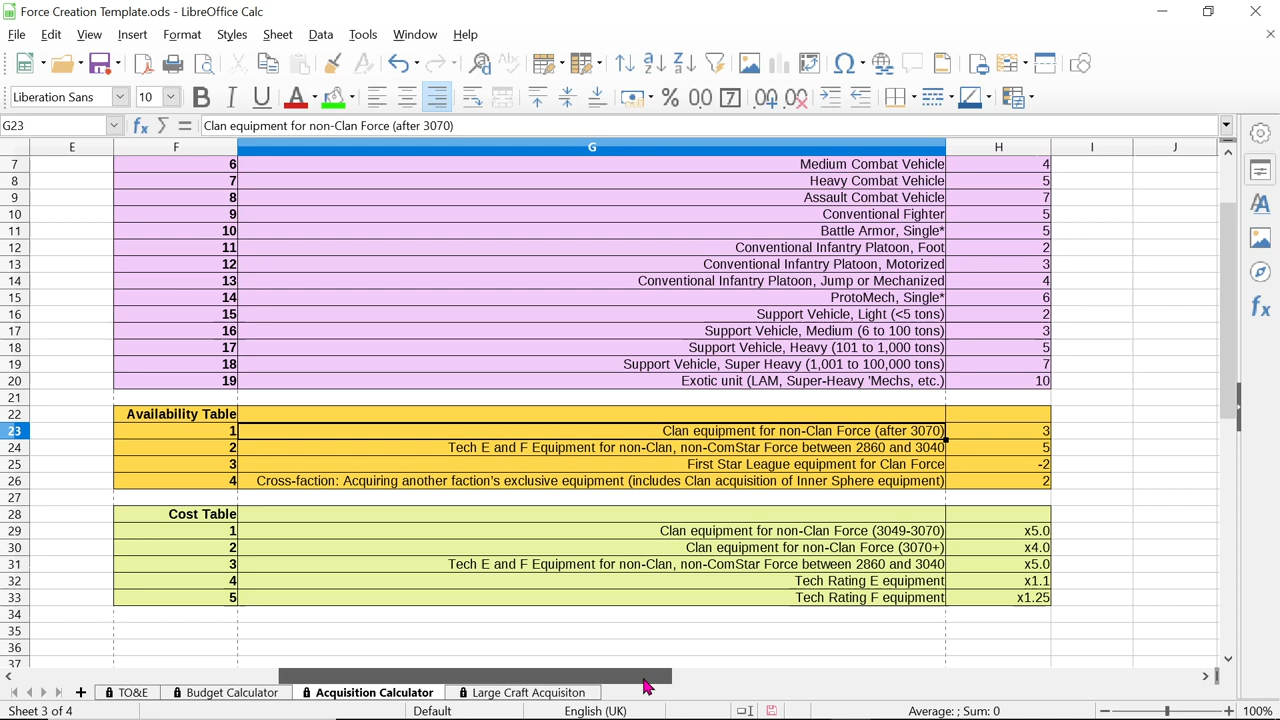 Force Creation Template.ods - LibreOffice Calc
File Edit View Insert Format Styles Sheet Data Tools Window Help
Liberation Sans 10
G23 Clan equipment for non-Clan Force (after 3070)
E F G H I J
7 6 Medium Combat Vehicle 4
8 7 Heavy Combat Vehicle 5
9 8 Assault Combat Vehicle 7
10 9 Conventional Fighter 5
11 10 Battle Armor, Single* 5
12 11 Conventional Infantry Platoon, Foot 2
13 12 Conventional Infantry Platoon, Motorized 3
14 13 Conventional Infantry Platoon, Jump or Mechanized 4
15 14 ProtoMech, Single* 6
16 15 Support Vehicle, Light (<5 tons) 2
17 16 Support Vehicle, Medium (6 to 100 tons) 3
18 17 Support Vehicle, Heavy (101 to 1,000 tons) 5
19 18 Support Vehicle, Super Heavy (1,001 to 100,000 tons) 7
20 19 Exotic unit (LAM, Super-Heavy 'Mechs, etc.) 10
21
22 Availability Table
23 1 Clan equipment for non-Clan Force (after 3070) 3
24 2 Tech E and F Equipment for non-Clan, non-ComStar Force between 2860 and 3040 5
25 3 First Star League equipment for Clan Force -2
26 4 Cross-faction: Acquiring another faction's exclusive equipment (includes Clan acquisition of Inner Sphere equipment) 2
27
28 Cost Table
29 1 Clan equipment for non-Clan Force (3049-3070) x5.0
30 2 Clan equipment for non-Clan Force (3070+) x4.0
31 3 Tech E and F Equipment for non-Clan, non-ComStar Force between 2860 and 3040 x5.0
32 4 Tech Rating E equipment x1.1
33 5 Tech Rating F equipment x1.25
34
35
36
37
TO&E Budget Calculator Acquisition Calculator Large Craft Acquisiton
Sheet 3 of 4 Default English (UK) Average: ; Sum: 0 100%